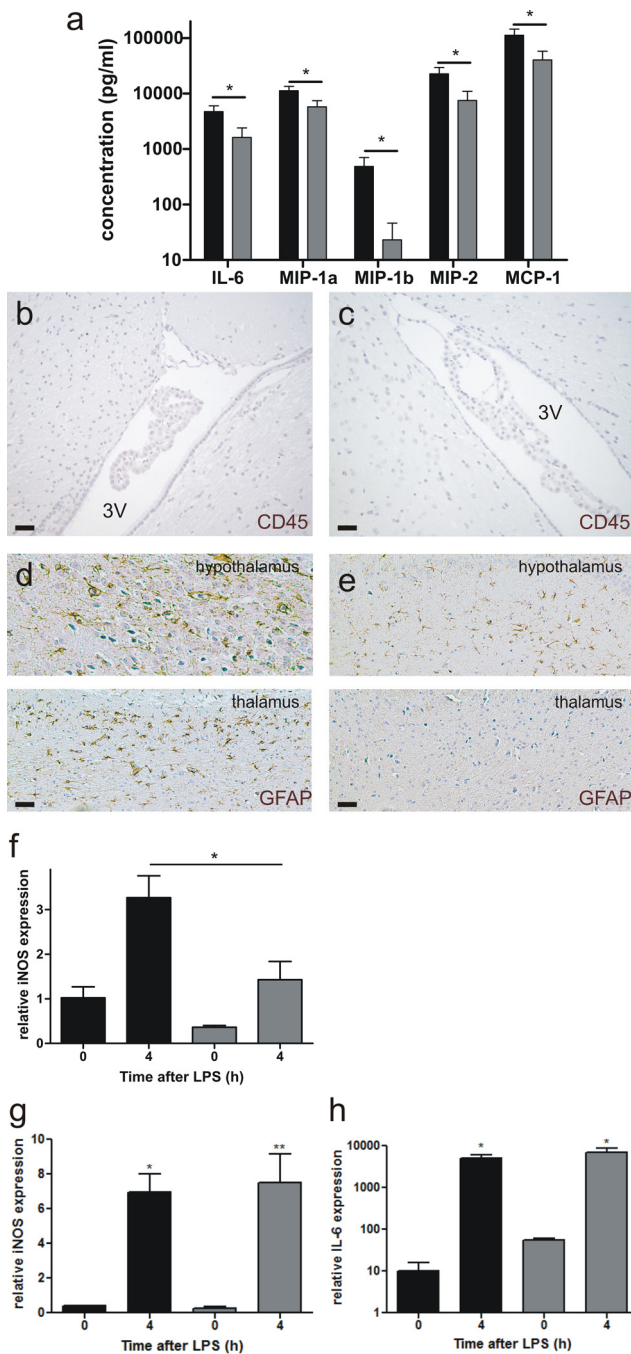 a
concentration (pg/ml)
100000
10000
1000
100
10
* * * * *
IL-6 MIP-1a MIP-1b MIP-2 MCP-1
b
3V
CD45
c
3V
CD45
d
hypothalamus
thalamus
GFAP
e
hypothalamus
thalamus
GFAP
f
relative iNOS expression
3
2
1
0
*
0 4 0 4
Time after LPS (h)
g
relative iNOS expression
10
8
6
4
2
0
* **
0 4 0 4
Time after LPS (h)
h
relative IL-6 expression
10000
1000
100
10
1
* *
0 4 0 4
Time after LPS (h)